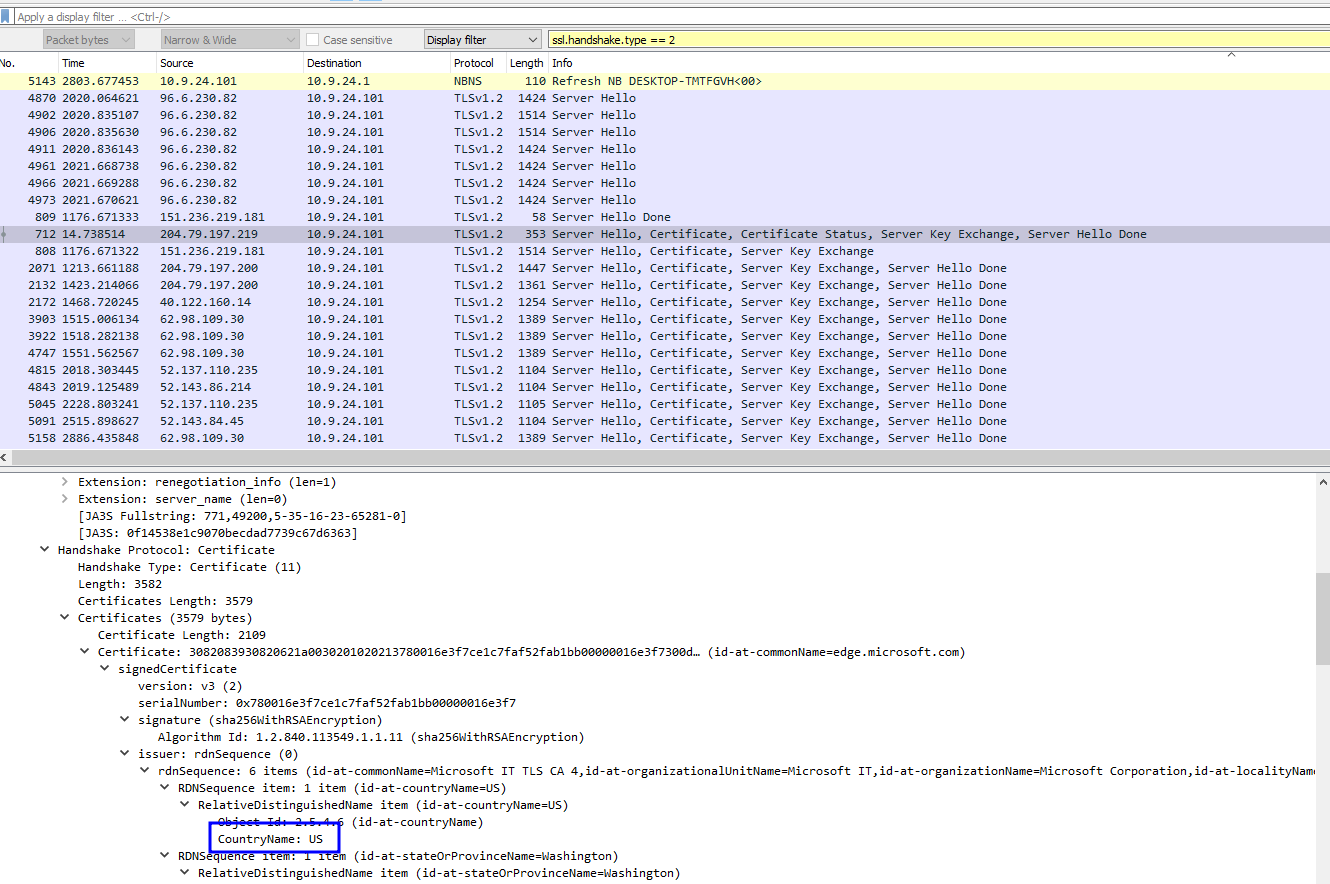 Apply a display filter ... <Ctrl-/>
Packet bytes Narrow & Wide Case sensitive Display filter ssl.handshake.type == 2
No. Time Source Destination Protocol Length Info
5143 2803.677453 10.9.24.101 10.9.24.1 NBNS 110 Refresh NB DESKTOP-TMTFGVH<00>
4870 2020.064621 96.6.230.82 10.9.24.101 TLSv1.2 1424 Server Hello
4902 2020.835107 96.6.230.82 10.9.24.101 TLSv1.2 1514 Server Hello
4906 2020.835630 96.6.230.82 10.9.24.101 TLSv1.2 1514 Server Hello
4911 2020.836143 96.6.230.82 10.9.24.101 TLSv1.2 1424 Server Hello
4961 2021.668738 96.6.230.82 10.9.24.101 TLSv1.2 1424 Server Hello
4966 2021.669288 96.6.230.82 10.9.24.101 TLSv1.2 1424 Server Hello
4973 2021.670621 96.6.230.82 10.9.24.101 TLSv1.2 1424 Server Hello
809 1176.671333 151.236.219.181 10.9.24.101 TLSv1.2 58 Server Hello Done
712 14.738514 204.79.197.219 10.9.24.101 TLSv1.2 353 Server Hello, Certificate, Certificate Status, Server Key Exchange, Server Hello Done
808 1176.671322 151.236.219.181 10.9.24.101 TLSv1.2 1514 Server Hello, Certificate, Server Key Exchange
2071 1213.661188 204.79.197.200 10.9.24.101 TLSv1.2 1447 Server Hello, Certificate, Server Key Exchange, Server Hello Done
2132 1423.214066 204.79.197.200 10.9.24.101 TLSv1.2 1361 Server Hello, Certificate, Server Key Exchange, Server Hello Done
2172 1468.720245 40.122.160.14 10.9.24.101 TLSv1.2 1254 Server Hello, Certificate, Server Key Exchange, Server Hello Done
3903 1515.006134 62.98.109.30 10.9.24.101 TLSv1.2 1389 Server Hello, Certificate, Server Key Exchange, Server Hello Done
3922 1518.282138 62.98.109.30 10.9.24.101 TLSv1.2 1389 Server Hello, Certificate, Server Key Exchange, Server Hello Done
4747 1551.562567 62.98.109.30 10.9.24.101 TLSv1.2 1389 Server Hello, Certificate, Server Key Exchange, Server Hello Done
4815 2018.303445 52.137.110.235 10.9.24.101 TLSv1.2 1104 Server Hello, Certificate, Server Key Exchange, Server Hello Done
4843 2019.125489 52.143.86.214 10.9.24.101 TLSv1.2 1104 Server Hello, Certificate, Server Key Exchange, Server Hello Done
5045 2228.803241 52.137.110.235 10.9.24.101 TLSv1.2 1105 Server Hello, Certificate, Server Key Exchange, Server Hello Done
5091 2515.898627 52.143.84.45 10.9.24.101 TLSv1.2 1104 Server Hello, Certificate, Server Key Exchange, Server Hello Done
5158 2886.435848 62.98.109.30 10.9.24.101 TLSv1.2 1389 Server Hello, Certificate, Server Key Exchange, Server Hello Done
Extension: renegotiation_info (len=1)
Extension: server_name (len=0)
[JA3S Fullstring: 771,49200,5-35-16-23-65281-0]
[JA3S: 0f14538e1c9070becdad7739c67d6363]
Handshake Protocol: Certificate
Handshake Type: Certificate (11)
Length: 3582
Certificates Length: 3579
Certificates (3579 bytes)
Certificate Length: 2109
Certificate: 3082083930820621a0030201020213780016e3f7ce1c7faf52fab1bb00000016e3f7300d… (id-at-commonName=edge.microsoft.com)
signedCertificate
version: v3 (2)
serialNumber: 0x780016e3f7ce1c7faf52fab1bb00000016e3f7
signature (sha256WithRSAEncryption)
Algorithm Id: 1.2.840.113549.1.1.11 (sha256WithRSAEncryption)
issuer: rdnSequence (0)
rdnSequence: 6 items (id-at-commonName=Microsoft IT TLS CA 4,id-at-organizationalUnitName=Microsoft IT,id-at-organizationName=Microsoft Corporation,id-at-localityName
RDNSequence item: 1 item (id-at-countryName=US)
RelativeDistinguishedName item (id-at-countryName=US)
Object Id: 2.5.4.6 (id-at-countryName)
CountryName: US
RDNSequence item: 1 item (id-at-stateOrProvinceName=Washington)
RelativeDistinguishedName item (id-at-stateOrProvinceName=Washington)